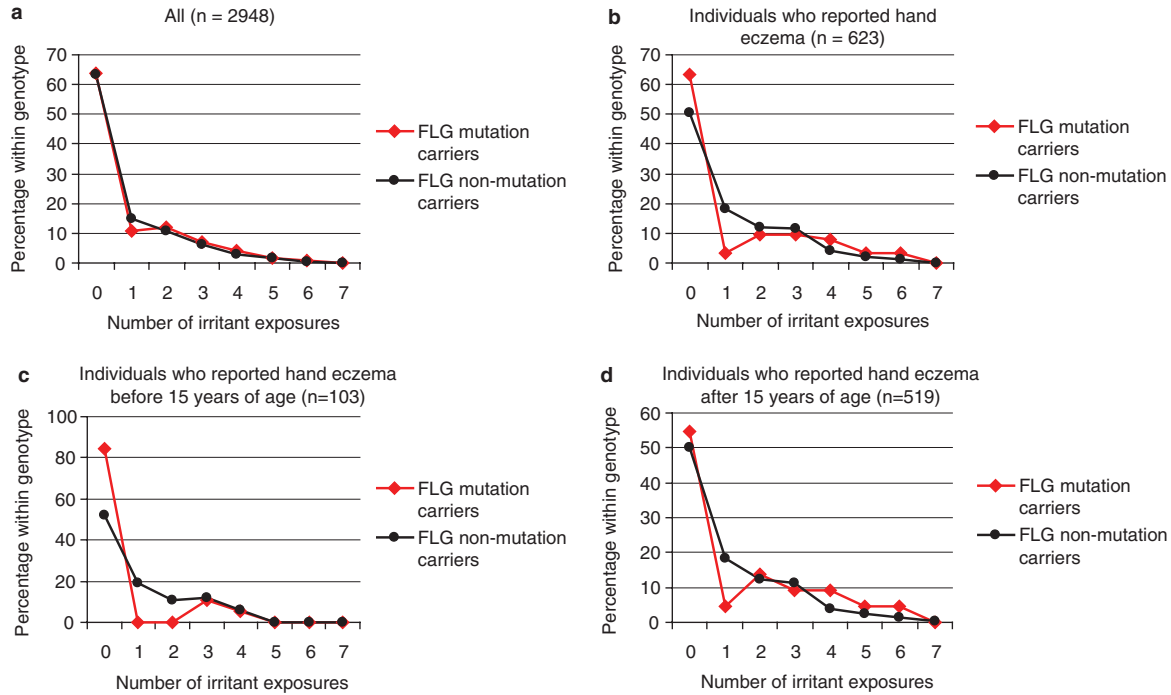 a
All (n = 2948)
Percentage within genotype
70
60
50
40
30
20
10
0
0 1 2 3 4 5 6 7
Number of irritant exposures
FLG mutation
carriers
FLG non-mutation
carriers
b
Individuals who reported hand
eczema (n = 623)
Percentage within genotype
70
60
50
40
30
20
10
0
0 1 2 3 4 5 6 7
Number of irritant exposures
FLG mutation
carriers
FLG non-mutation
carriers
c
Individuals who reported hand eczema
before 15 years of age (n=103)
Percentage within genotype
100
80
60
40
20
0
0 1 2 3 4 5 6 7
Number of irritant exposures
FLG mutation
carriers
FLG non-mutation
carriers
d
Individuals who reported hand eczema
after 15 years of age (n=519)
Percentage within genotype
60
50
40
30
20
10
0
0 1 2 3 4 5 6 7
Number of irritant exposures
FLG mutation
carriers
FLG non-mutation
carriers